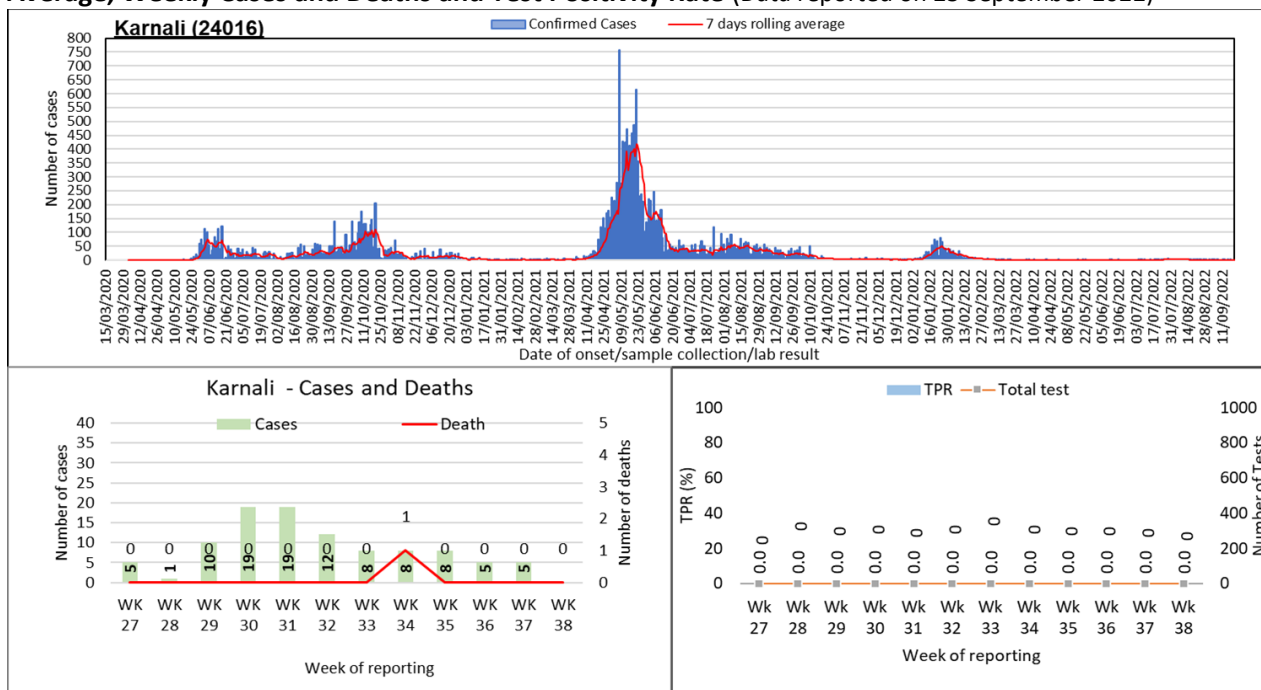 Average, Weekly Cases and Deaths and Test Positivity Rate (Data reported on 25 September 2022)
Karnali (24016)
Confirmed Cases 7 days rolling average
800
750
700
650
600
550
500
450
400
350
300
250
200
150
100
50
0
Number of cases
15/03/2020 29/03/2020 12/04/2020 26/04/2020 10/05/2020 24/05/2020 07/06/2020 21/06/2020 05/07/2020 19/07/2020 02/08/2020 16/08/2020 30/08/2020 13/09/2020 27/09/2020 11/10/2020 25/10/2020 08/11/2020 22/11/2020 06/12/2020 20/12/2020 03/01/2021 17/01/2021 31/01/2021 14/02/2021 28/02/2021 14/03/2021 28/03/2021 11/04/2021 25/04/2021 09/05/2021 23/05/2021 06/06/2021 20/06/2021 04/07/2021 18/07/2021 01/08/2021 15/08/2021 29/08/2021 12/09/2021 26/09/2021 10/10/2021 24/10/2021 07/11/2021 21/11/2021 05/12/2021 19/12/2021 02/01/2022 16/01/2022 30/01/2022 13/02/2022 27/02/2022 13/03/2022 27/03/2022 10/04/2022 24/04/2022 08/05/2022 22/05/2022 05/06/2022 19/06/2022 03/07/2022 17/07/2022 31/07/2022 14/08/2022 28/08/2022 11/09/2022
Date of onset/sample collection/lab result
Karnali - Cases and Deaths
Cases Death
40
35
30
25
20
15
10
5
0
Number of cases
5
4
3
2
1
0
Number of deaths
0 0 0 0 0 0 0 1 0 0 0 0
5 1 10 19 19 12 8 8 8 5 5
WK WK WK WK WK WK WK WK WK WK WK WK
27 28 29 30 31 32 33 34 35 36 37 38
Week of reporting
TPR Total test
100
80
60
40
20
0
TPR (%)
1000
800
600
400
200
0
Number of Tests
0 0 0 0 0 0 0 0 0 0 0 0
0.0 0.0 0.0 0.0 0.0 0.0 0.0 0.0 0.0 0.0 0.0 0.0
Wk Wk Wk Wk Wk Wk Wk Wk Wk Wk Wk Wk
27 28 29 30 31 32 33 34 35 36 37 38
Week of reporting